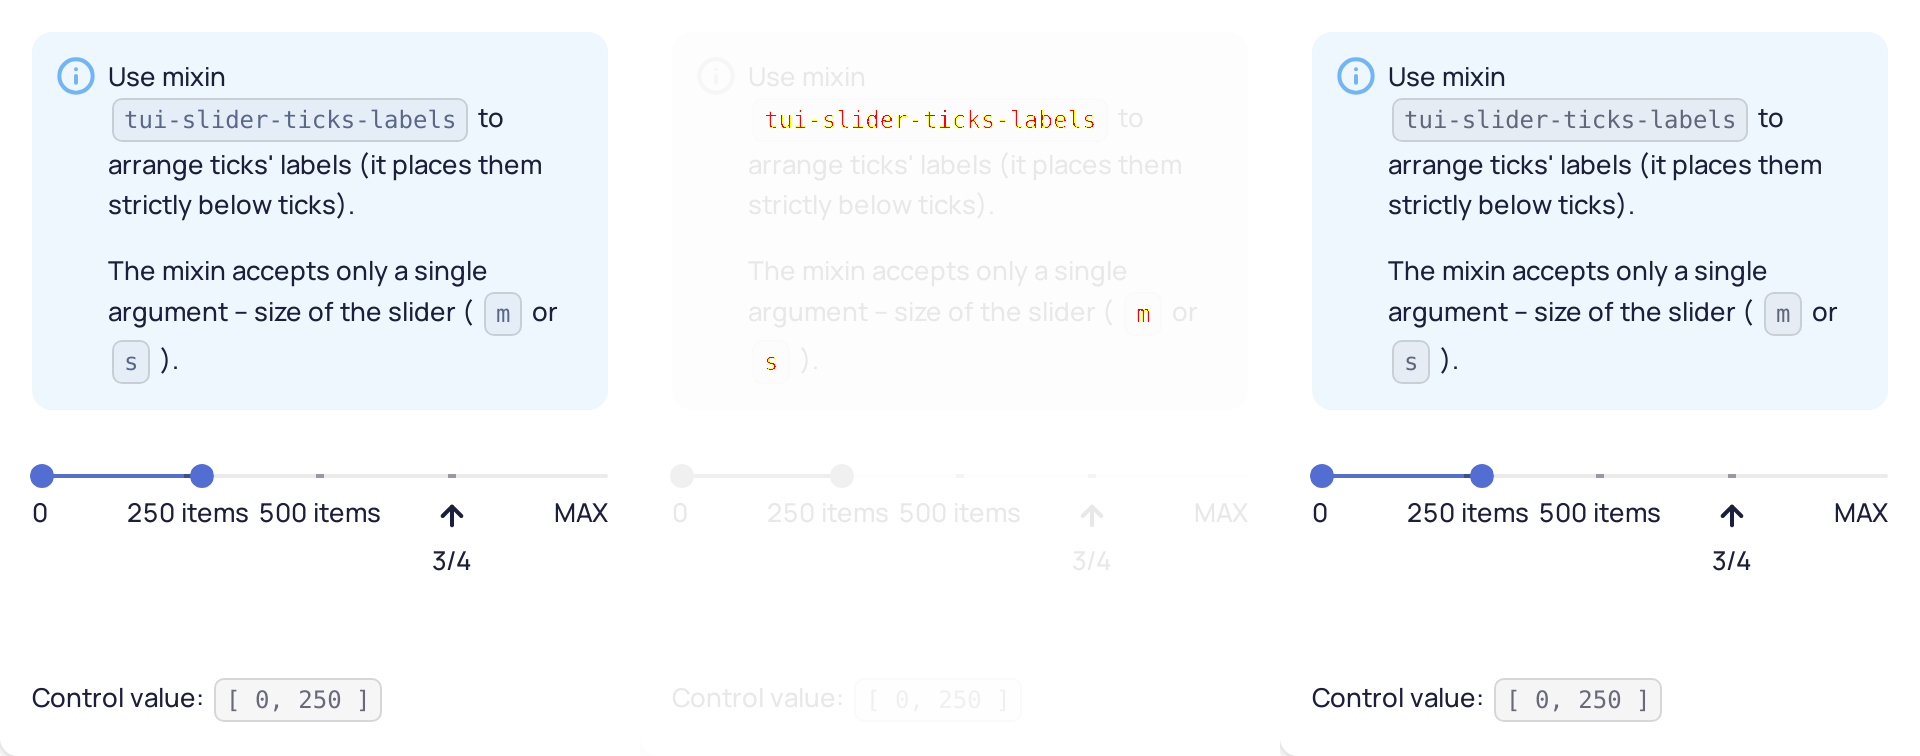 Use mixin
tui-slider-ticks-labels to
arrange ticks' labels (it places them
strictly below ticks).
The mixin accepts only a single
argument – size of the slider ( m or
s ).
0 250 items 500 items MAX
3/4
Control value: [ 0, 250 ]
Use mixin
tui-slider-ticks-labels to
arrange ticks' labels (it places them
strictly below ticks).
The mixin accepts only a single
argument – size of the slider ( m or
s ).
0 250 items 500 items MAX
3/4
Control value: [ 0, 250 ]
Use mixin
tui-slider-ticks-labels to
arrange ticks' labels (it places them
strictly below ticks).
The mixin accepts only a single
argument – size of the slider ( m or
s ).
0 250 items 500 items MAX
3/4
Control value: [ 0, 250 ]